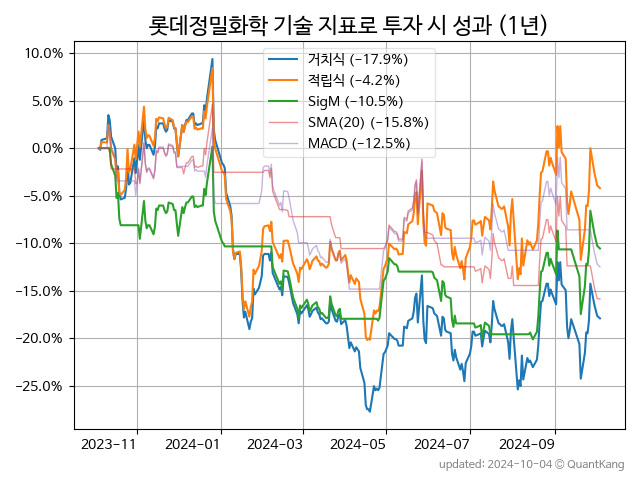 롯데정밀화학 기술 지표로 투자 시 성과 (1년)
10.0%
5.0%
0.0%
−5.0%
−10.0%
−15.0%
−20.0%
−25.0%
거치식 (−17.9%)
적립식 (−4.2%)
SigM (−10.5%)
SMA(20) (−15.8%)
MACD (−12.5%)
2023−11
2024−01
2024−03
2024−05
2024−07
2024−09
updated: 2024-10-04 © QuantKang